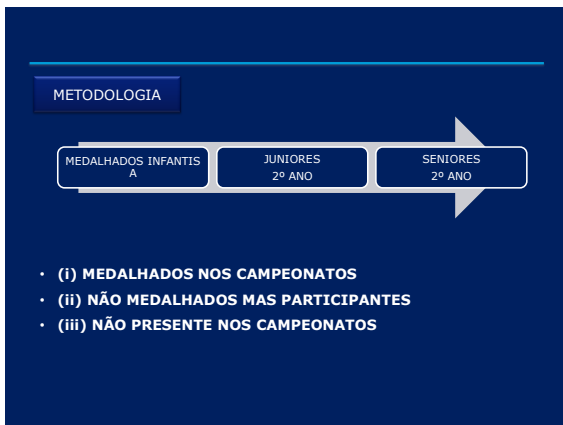 METODOLOGIA
MEDALHADOS INFANTIS
A
JUNIORES
2º ANO
SENIORES
2º ANO
• (i) MEDALHADOS NOS CAMPEONATOS
• (ii) NÃO MEDALHADOS MAS PARTICIPANTES
• (iii) NÃO PRESENTE NOS CAMPEONATOS